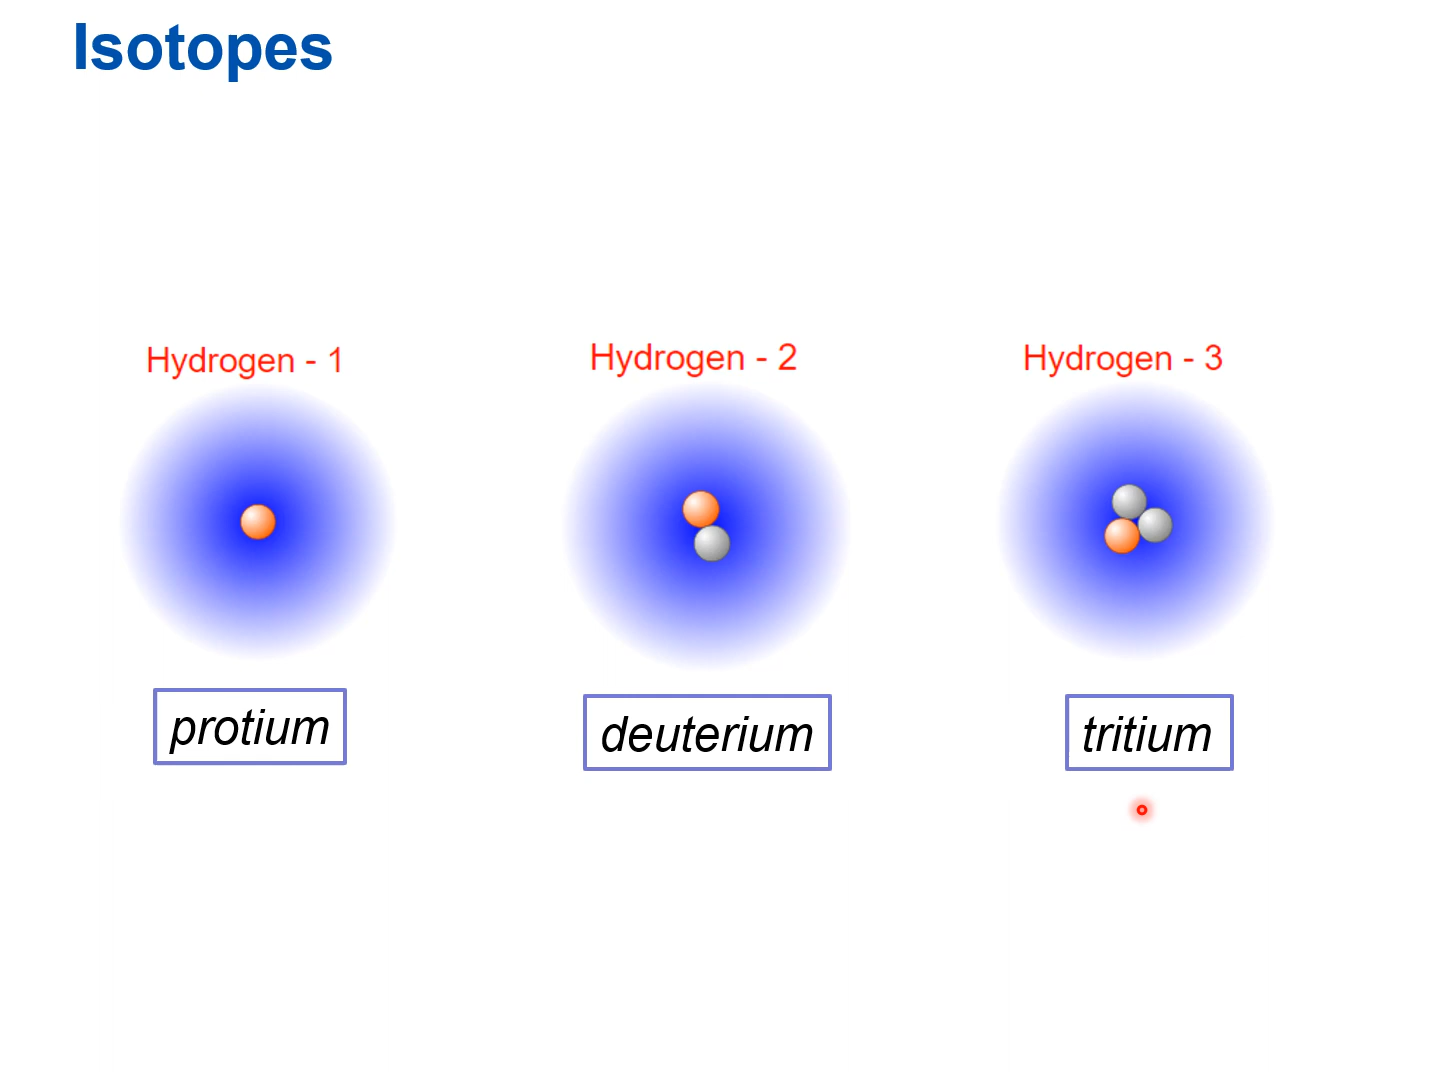 Isotopes
Hydrogen - 1
Hydrogen - 2
Hydrogen - 3
protium
deuterium
tritium